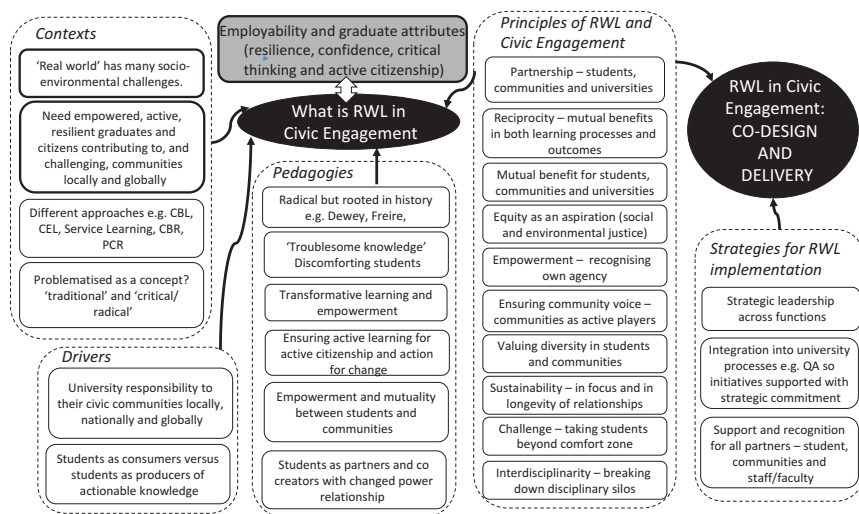 Contexts
'Real world' has many socio-
environmental challenges.
Need empowered, active,
resilient graduates and
citizens contributing to, and
challenging, communities
locally and globally
Different approaches e.g. CBL,
CEL, Service Learning, CBR,
PCR
Problematised as a concept?
'traditional' and 'critical/
radical'
Drivers
University responsibility to
their civic communities locally,
nationally and globally
Students as consumers versus
students as producers of
actionable knowledge
Employability and graduate attributes
(resilience, confidence, critical
thinking and active citizenship)
What is RWL in
Civic Engagement
Pedagogies
Radical but rooted in history
e.g. Dewey, Freire,
'Troublesome knowledge'
Discomforting students
Transformative learning and
empowerment
Ensuring active learning for
active citizenship and action
for change
Empowerment and mutuality
between students and
communities
Students as partners and co
creators with changed power
relationship
Principles of RWL and
Civic Engagement
Partnership – students,
communities and universities
Reciprocity – mutual benefits
in both learning processes and
outcomes
Mutual benefit for students,
communities and universities
Equity as an aspiration (social
and environmental justice)
Empowerment – recognising
own agency
Ensuring community voice –
communities as active players
Valuing diversity in students
and communities
Sustainability – in focus and in
longevity of relationships
Challenge – taking students
beyond comfort zone
Interdisciplinarity – breaking
down disciplinary silos
RWL in Civic
Engagement:
CO-DESIGN
AND
DELIVERY
Strategies for RWL
implementation
Strategic leadership
across functions
Integration into university
processes e.g. QA so
initiatives supported with
strategic commitment
Support and recognition
for all partners – student,
communities and
staff/faculty